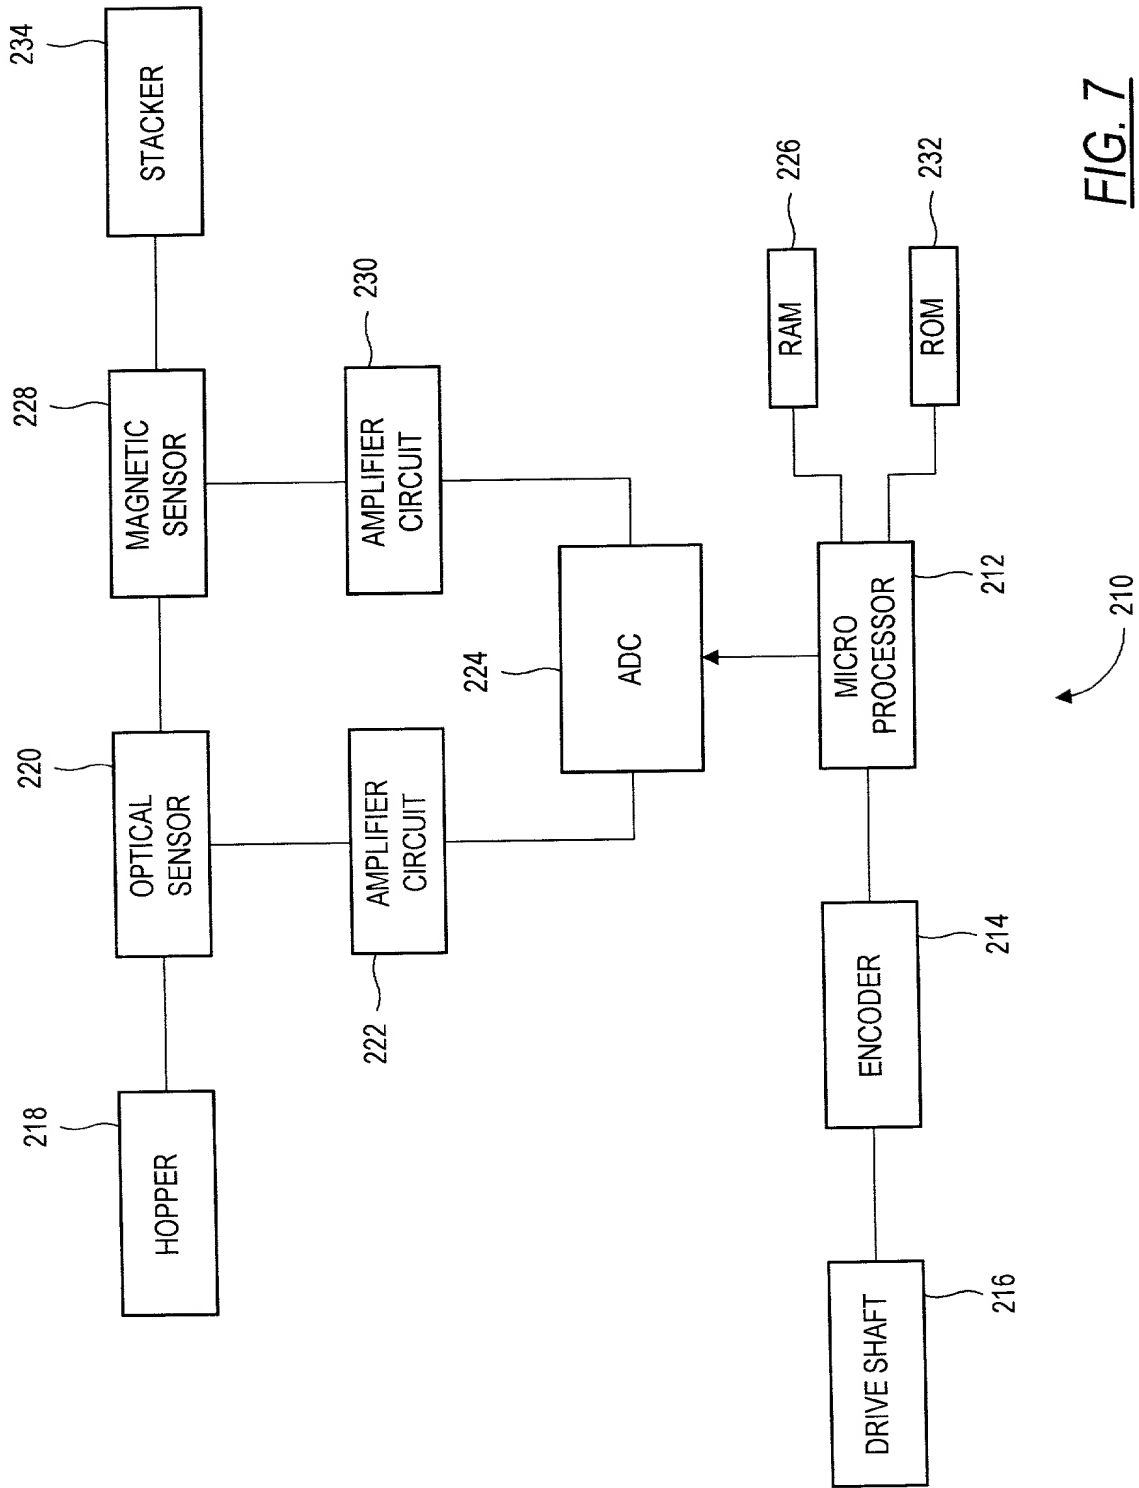 218
220
228
234
HOPPER
OPTICAL
SENSOR
MAGNETIC
SENSOR
STACKER
222
AMPLIFIER
CIRCUIT
AMPLIFIER
CIRCUIT
230
224
ADC
226
RAM
DRIVE SHAFT
ENCODER
MICRO
PROCESSOR
ROM
216
214
212
232
210
FIG. 7